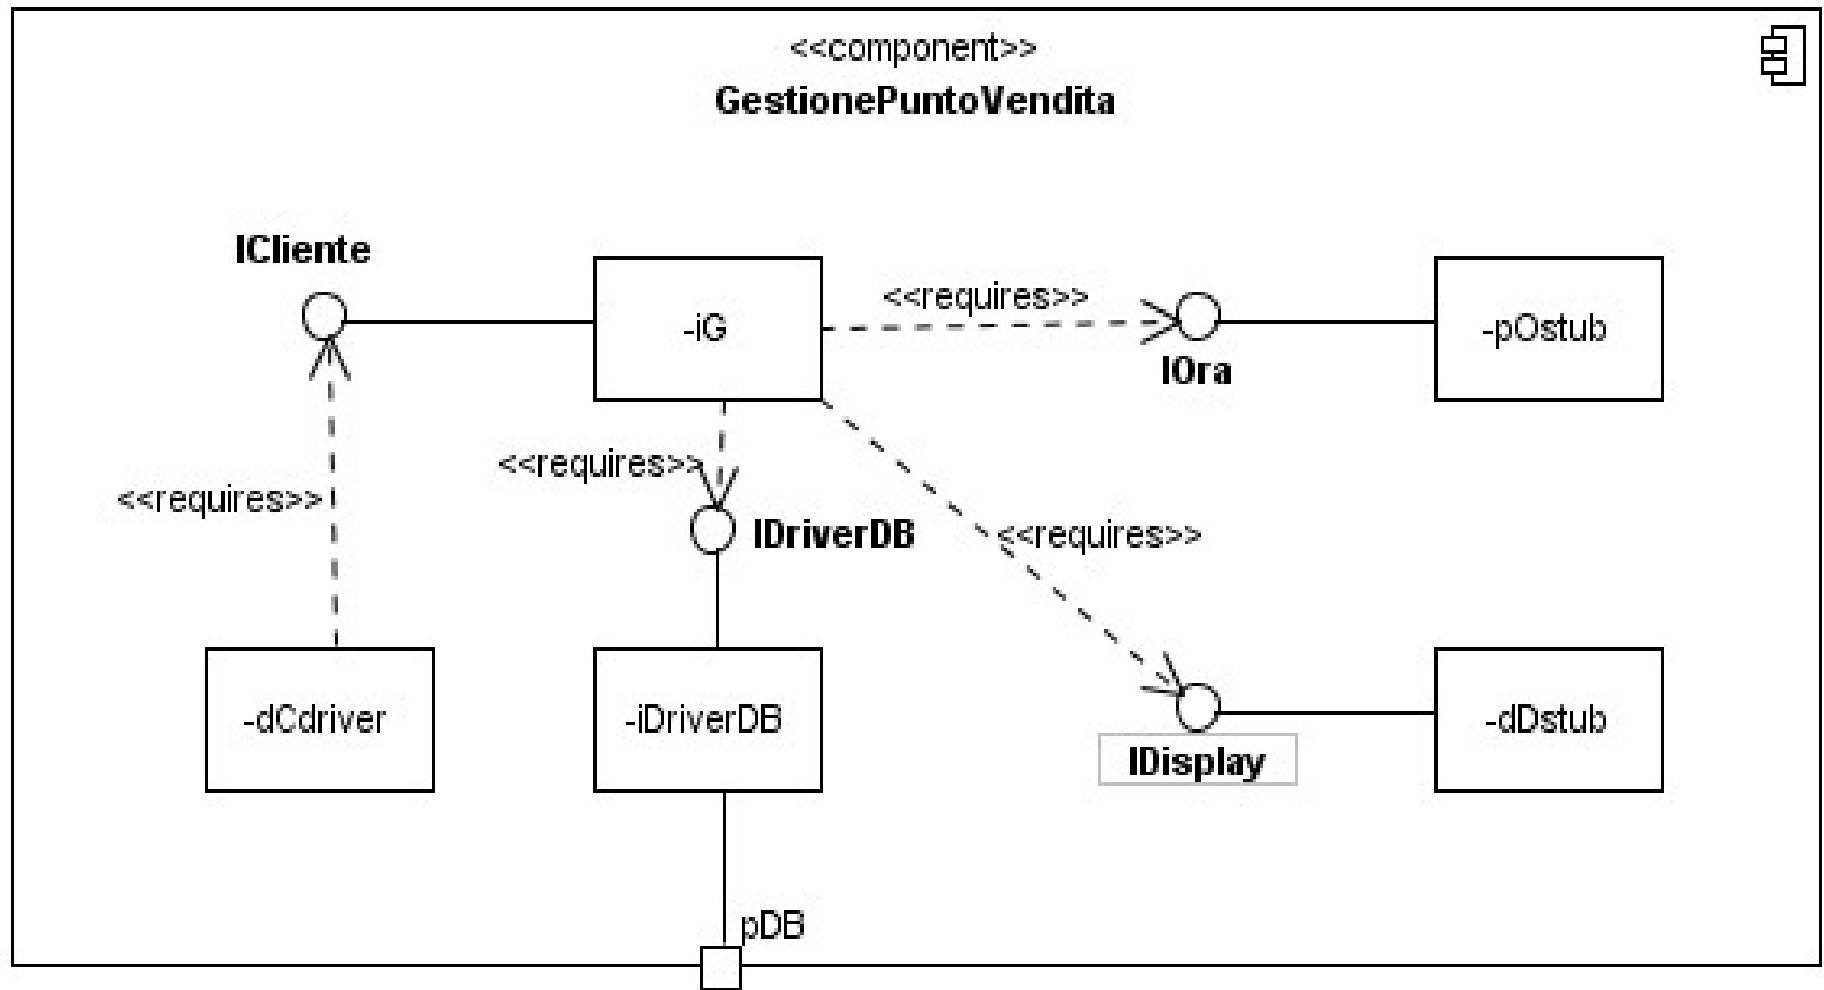 <<component>>
GestionePuntoVendita
ICliente
-iG
<<requires>>
IOra
-pOstub
<<requires>>
<<requires>>
IDriverDB
<<requires>>
-dCdriver
-iDriverDB
IDisplay
-dDstub
pDB